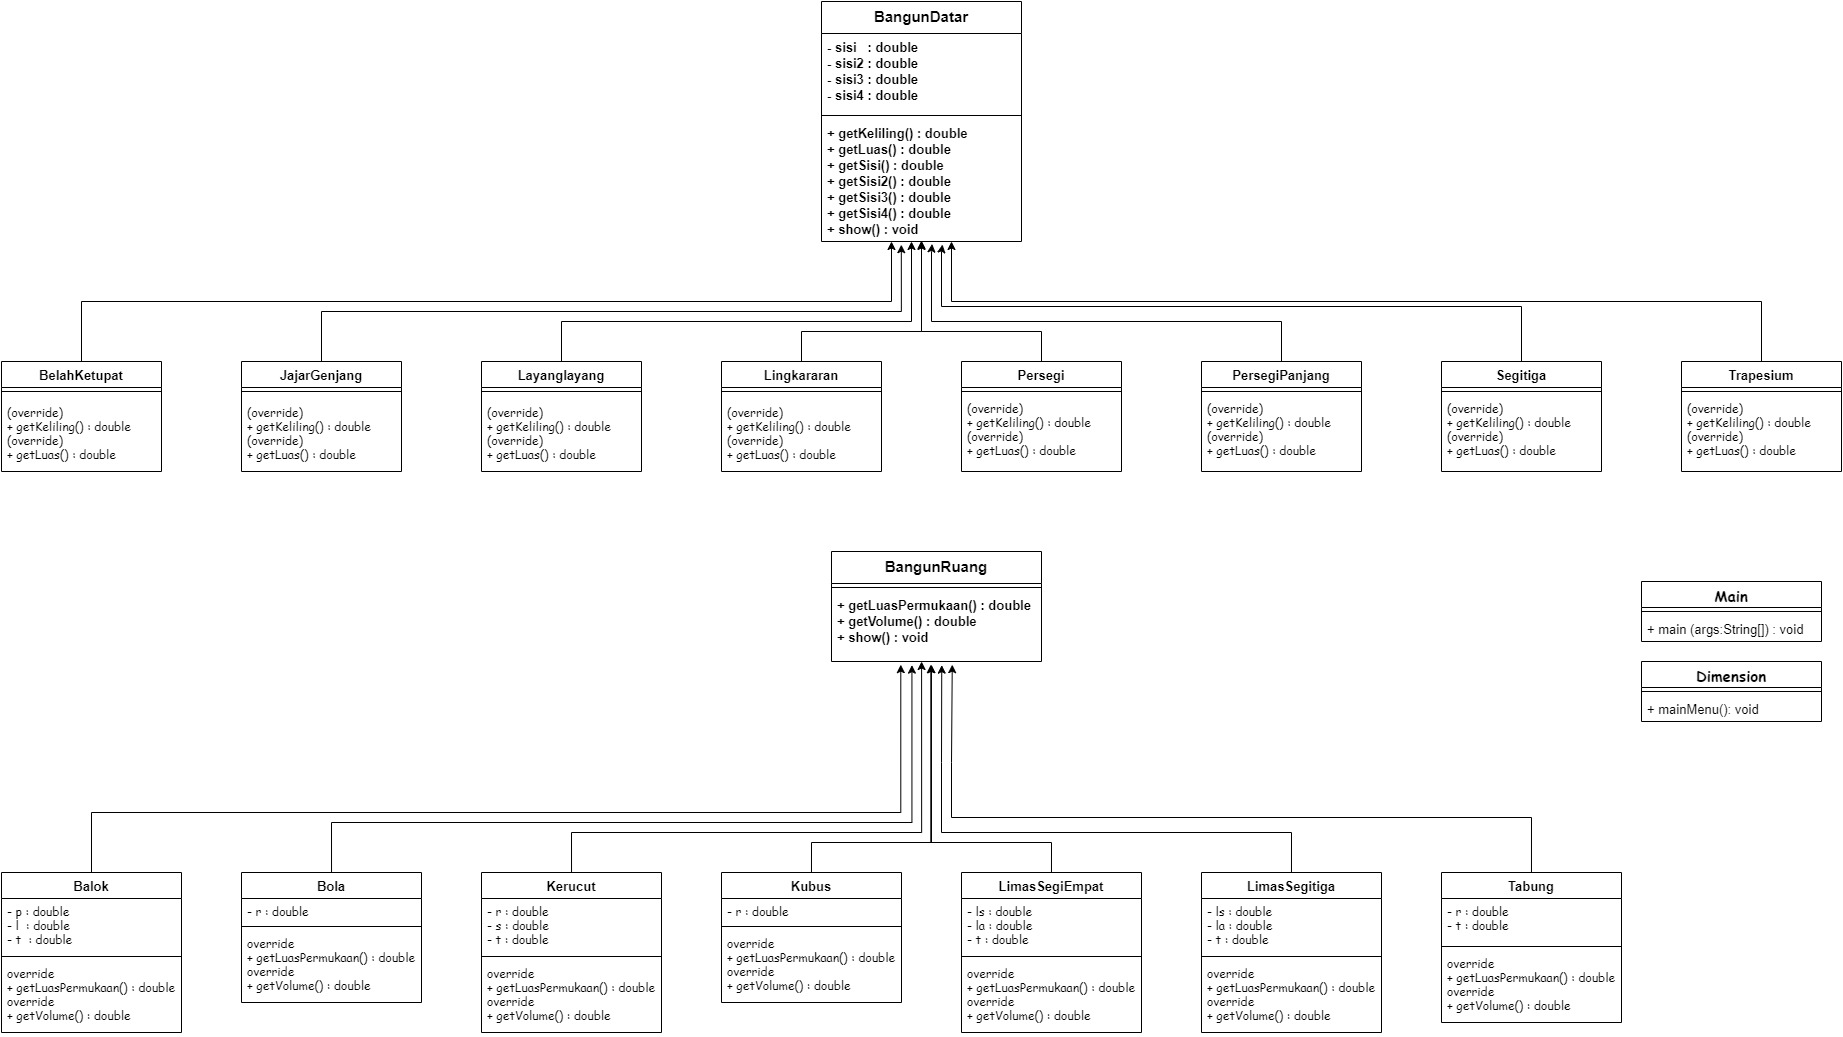 BangunDatar
- sisi : double
- sisi2 : double
- sisi3 : double
- sisi4 : double
+ getKeliling() : double
+ getLuas() : double
+ getSisi() : double
+ getSisi2() : double
+ getSisi3() : double
+ getSisi4() : double
+ show() : void
BelahKetupat
(override)
+ getKeliling() : double
(override)
+ getLuas() : double
JajarGenjang
(override)
+ getKeliling() : double
(override)
+ getLuas() : double
Layanglayang
(override)
+ getKeliling() : double
(override)
+ getLuas() : double
Lingkararan
(override)
+ getKeliling() : double
(override)
+ getLuas() : double
Persegi
(override)
+ getKeliling() : double
(override)
+ getLuas() : double
PersegiPanjang
(override)
+ getKeliling() : double
(override)
+ getLuas() : double
Segitiga
(override)
+ getKeliling() : double
(override)
+ getLuas() : double
Trapesium
(override)
+ getKeliling() : double
(override)
+ getLuas() : double
BangunRuang
+ getLuasPermukaan() : double
+ getVolume() : double
+ show() : void
Main
+ main (args:String[]) : void
Dimension
+ mainMenu(): void
Balok
- p : double
- l : double
- t : double
override
+ getLuasPermukaan() : double
override
+ getVolume() : double
Bola
- r : double
override
+ getLuasPermukaan() : double
override
+ getVolume() : double
Kerucut
- r : double
- s : double
- t : double
override
+ getLuasPermukaan() : double
override
+ getVolume() : double
Kubus
- r : double
override
+ getLuasPermukaan() : double
override
+ getVolume() : double
LimasSegiEmpat
- ls : double
- la : double
- t : double
override
+ getLuasPermukaan() : double
override
+ getVolume() : double
LimasSegitiga
- ls : double
- la : double
- t : double
override
+ getLuasPermukaan() : double
override
+ getVolume() : double
Tabung
- r : double
- t : double
override
+ getLuasPermukaan() : double
override
+ getVolume() : double